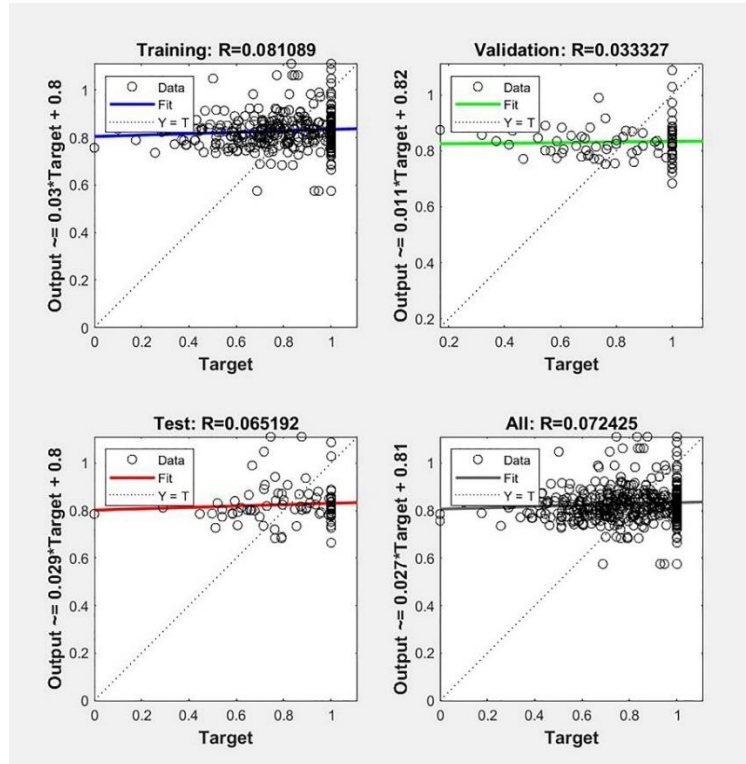 Training: R=0.081089
Output ~= 0.03*Target + 0.8
Data
Fit
Y = T
1
0.8
0.6
0.4
0.2
0
0 0.2 0.4 0.6 0.8 1
Target
Validation: R=0.033327
Output ~= 0.011*Target + 0.82
Data
Fit
Y = T
1
0.8
0.6
0.4
0.2
0.2 0.4 0.6 0.8 1
Target
Test: R=0.065192
Output ~= 0.029*Target + 0.8
Data
Fit
Y = T
1
0.8
0.6
0.4
0.2
0
0 0.2 0.4 0.6 0.8 1
Target
All: R=0.072425
Output ~= 0.027*Target + 0.81
Data
Fit
Y = T
1
0.8
0.6
0.4
0.2
0
0 0.2 0.4 0.6 0.8 1
Target